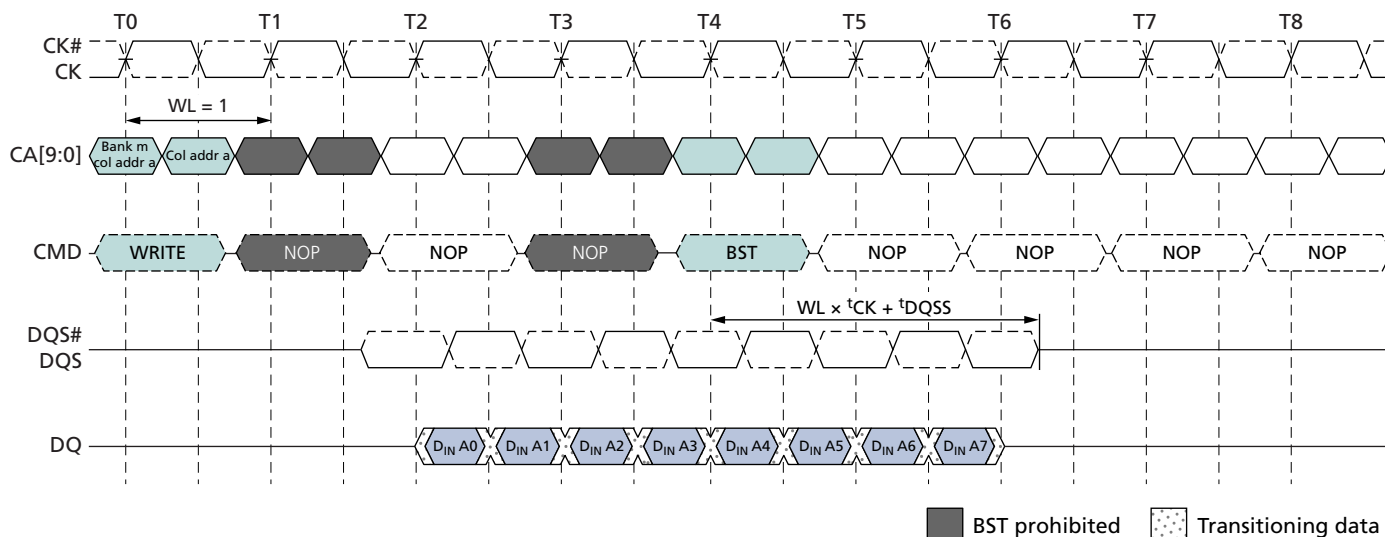 T0 T1 T2 T3 T4 T5 T6 T7 T8
CK#
CK
WL = 1
CA[9:0] Bank m col addr a Col addr a
CMD WRITE NOP NOP NOP BST NOP NOP NOP NOP
WL × tCK + tDQSS
DQS#
DQS
DQ DIN A0 DIN A1 DIN A2 DIN A3 DIN A4 DIN A5 DIN A6 DIN A7
BST prohibited Transitioning data